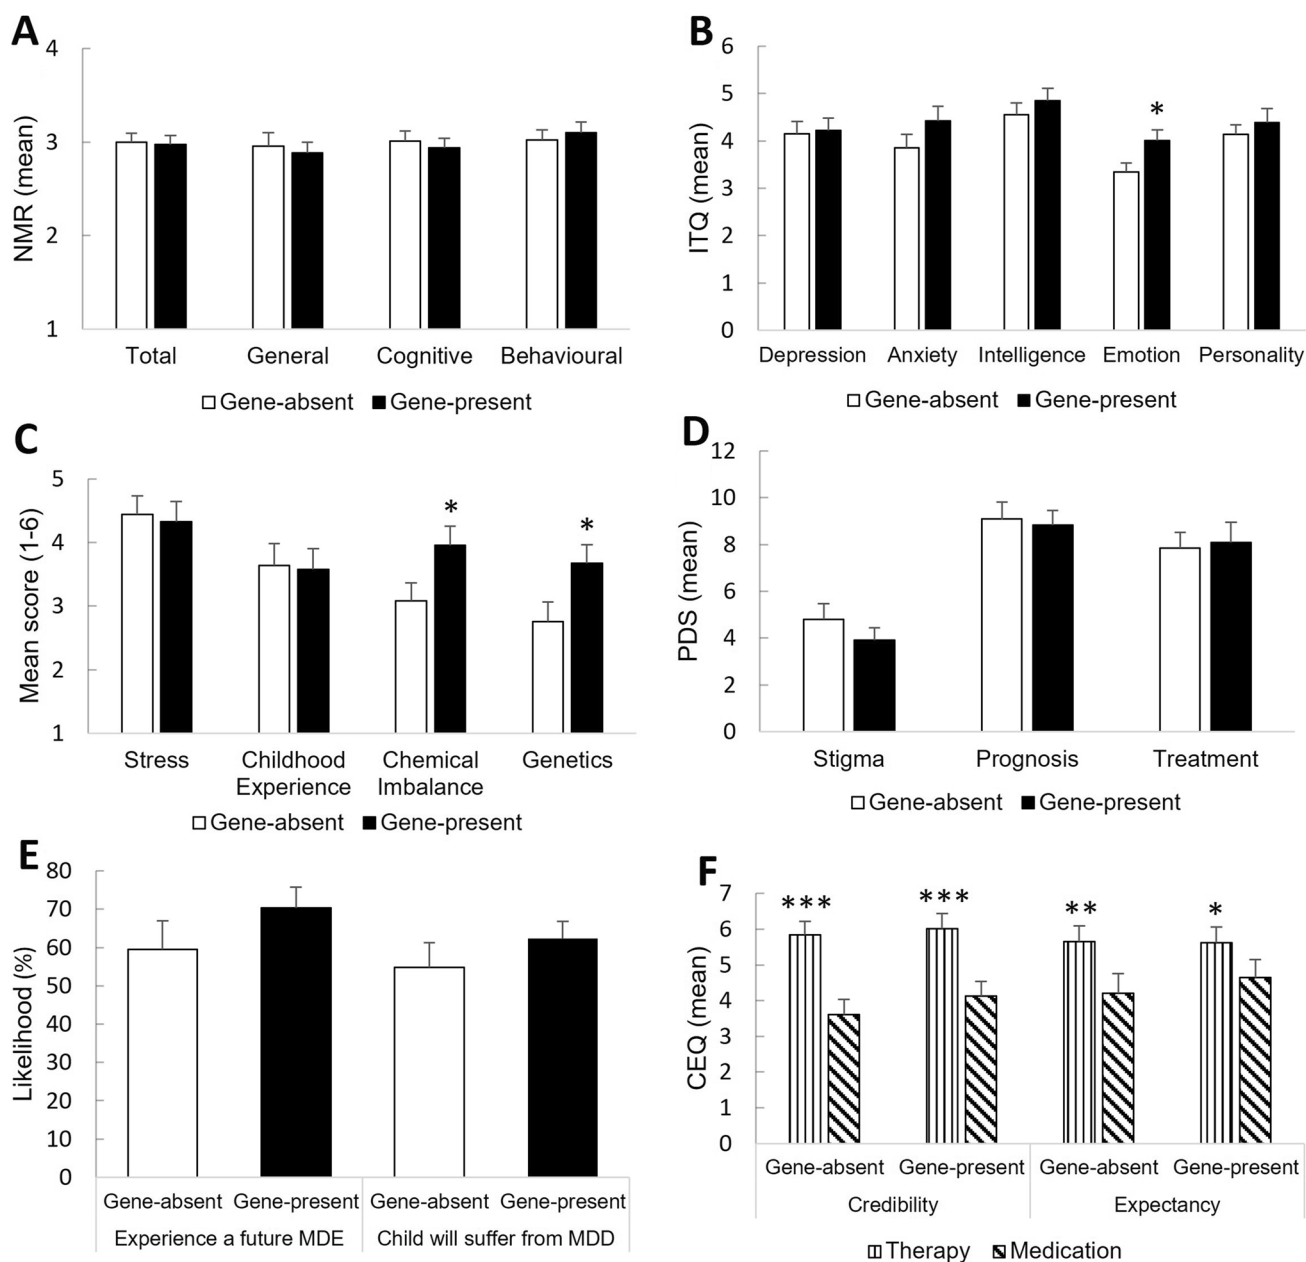 A
NMR (mean)
4
3
2
1
Total General Cognitive Behavioural
Gene-absent Gene-present
B
ITQ (mean)
6
5
4
3
2
1
0
*
Depression Anxiety Intelligence Emotion Personality
Gene-absent Gene-present
C
Mean score (1-6)
5
4
3
2
1
* *
Stress Childhood Chemical Genetics
Experience Imbalance
Gene-absent Gene-present
D
PDS (mean)
12
10
8
6
4
2
0
Stigma Prognosis Treatment
Gene-absent Gene-present
E
Likelihood (%)
80
70
60
50
40
30
20
10
0
Gene-absent Gene-present Gene-absent Gene-present
Experience a future MDE Child will suffer from MDD
F
CEQ (mean)
7
6
5
4
3
2
1
0
*** *** ** *
Gene-absent Gene-present Gene-absent Gene-present
Credibility Expectancy
Therapy Medication